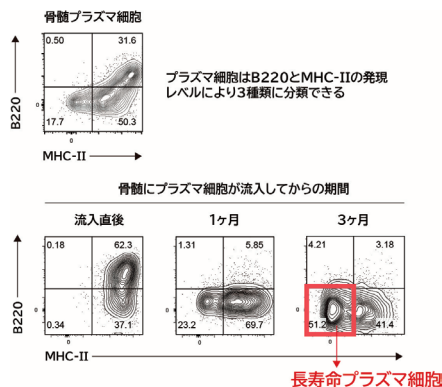 骨髄プラズマ細胞
0.50 31.6
17.7 50.3
B220
0
0
MHC-II
プラズマ細胞はB220とMHC-IIの発現
レベルにより3種類に分類できる
骨髄にプラズマ細胞が流入してからの期間
流入直後 1ヶ月 3ヶ月
0.18 62.3 1.31 5.85 4.21 3.18
B220
0
0.34 37.1 23.2 69.7 51.2 41.4
0 0 0
MHC-II
長寿命プラズマ細胞